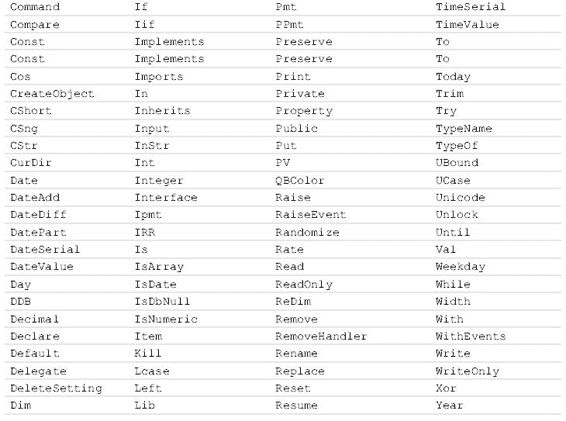 Command If Pmt TimeSerial
Compare Iif PPmt TimeValue
Const Implements Preserve To
Const Implements Preserve To
Cos Imports Print Today
CreateObject In Private Trim
CShort Inherits Property Try
CSng Input Public TypeName
CStr InStr Put TypeOf
CurDir Int PV UBound
Date Integer QBColor UCase
DateAdd Interface Raise Unicode
DateDiff Ipmt RaiseEvent Unlock
DatePart IRR Randomize Until
DateSerial Is Rate Val
DateValue IsArray Read Weekday
Day IsDate ReadOnly While
DDB IsDbNull ReDim Width
Decimal IsNumeric Remove With
Declare Item RemoveHandler WithEvents
Default Kill Rename Write
Delegate Lcase Replace WriteOnly
DeleteSetting Left Reset Xor
Dim Lib Resume Year